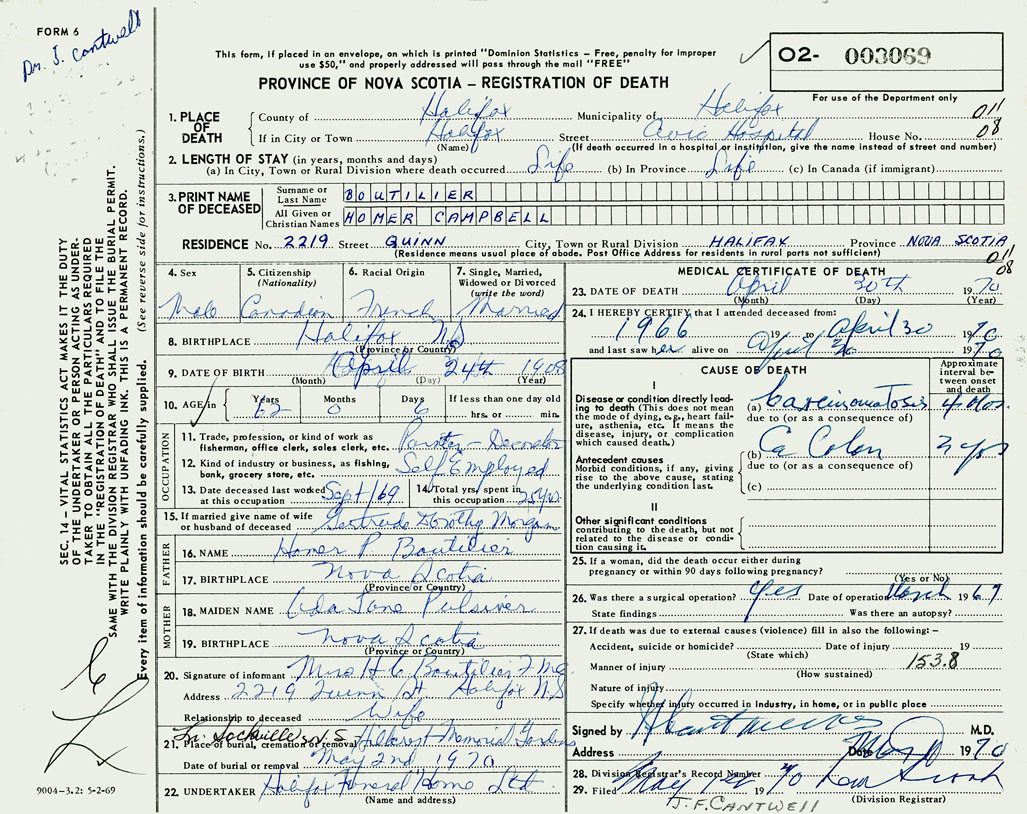 FORM 6
Dr. J. Cantwell
This form, if placed in an envelope, on which is printed "Dominion Statistics – Free, penalty for improper
use $50," and properly addressed will pass through the mail "FREE"
PROVINCE OF NOVA SCOTIA – REGISTRATION OF DEATH
O2- 003069
For use of the Department only
SEC. 14 – VITAL STATISTICS ACT MAKES IT THE DUTY
OF THE UNDERTAKER OR PERSON ACTING AS UNDER-
TAKER TO OBTAIN ALL THE PARTICULARS REQUIRED
IN THE "REGISTRATION OF DEATH" AND TO FILE THE
SAME WITH THE DIVISION REGISTRAR WHO SHALL ISSUE THE BURIAL PERMIT.
WRITE PLAINLY WITH UNFADING INK. THIS IS A PERMANENT RECORD.
Every item of information should be carefully supplied. (See reverse side for instructions.)
1. PLACE OF DEATH
County of Halifax Municipality of Halifax 011
If in City or Town Halifax Street Civic Hospital House No. 08
(Name) (If death occurred in a hospital or institution, give the name instead of street and number)
2. LENGTH OF STAY (in years, months and days)
(a) In City, Town or Rural Division where death occurred Life (b) In Province Life (c) In Canada (if immigrant)
3. PRINT NAME OF DECEASED
Surname or Last Name BOUTILIER
All Given or Christian Names HOMER CAMPBELL
RESIDENCE No. 2219 Street QUINN City, Town or Rural Division HALIFAX Province NOVA SCOTIA
(Residence means usual place of abode. Post Office Address for residents in rural parts not sufficient) 011
08
4. Sex 5. Citizenship (Nationality) 6. Racial Origin 7. Single, Married, Widowed or Divorced (write the word)
Male Canadian French Married
8. BIRTHPLACE Halifax N.S
(Province or Country)
9. DATE OF BIRTH April 24th 1908
(Month) (Day) (Year)
10. AGE in Years Months Days If less than one day old
62 0 6 hrs. or min.
OCCUPATION
11. Trade, profession, or kind of work as
fisherman, office clerk, sales clerk, etc. Painter – Decorator
12. Kind of industry or business, as fishing,
bank, grocery store, etc. Self Employed
13. Date deceased last worked at this occupation Sept/69 14. Total yrs. spent in this occupation 25 yrs.
15. If married give name of wife
or husband of deceased Gertrude Dorothy Morgan
FATHER
16. NAME Homer P. Boutilier
17. BIRTHPLACE Nova Scotia
(Province or Country)
MOTHER
18. MAIDEN NAME Ada Jane Pulsiver
19. BIRTHPLACE Nova Scotia
(Province or Country)
20. Signature of informant H C Boutilier
Address 2219 Quinn St. Halifax N.S
Relationship to deceased Wife
21. Place of burial, cremation or removal Sackville N.S. Hillcrest Memorial Gardens
Date of burial or removal May 2nd 1970
22. UNDERTAKER Halifax Funeral Home Ltd
(Name and address)
9004–3.2: 5-2-69
MEDICAL CERTIFICATE OF DEATH
23. DATE OF DEATH April 30th 1970
(Month) (Day) (Year)
24. I HEREBY CERTIFY that I attended deceased from:
1966 19 to April 30 1970
and last saw her alive on April 30 1970
CAUSE OF DEATH
Approximate interval between onset and death
I
Disease or condition directly leading to death (This does not mean the mode of dying, e.g., heart failure, asthenia, etc. It means the disease, injury, or complication which caused death.)
(a) Carcinomatosis 4 mos.
due to (or as a consequence of)
Antecedent causes
Morbid conditions, if any, giving rise to the above cause, stating the underlying condition last.
(b) Ca Colon 3 yrs
due to (or as a consequence of)
(c)
II
Other significant conditions
contributing to the death, but not related to the disease or condition causing it.
25. If a woman, did the death occur either during
pregnancy or within 90 days following pregnancy?
(Yes or No)
26. Was there a surgical operation? Yes Date of operation March 1967
State findings Was there an autopsy?
27. If death was due to external causes (violence) fill in also the following: –
Accident, suicide or homicide? Date of injury 19
(State which)
Manner of injury 153.8
(How sustained)
Nature of injury
Specify whether injury occurred in industry, in home, or in public place
Signed by M.D.
Address Date 1970
28. Division Registrar's Record Number
29. Filed May 14 1970
(Division Registrar)
J.F. CANTWELL